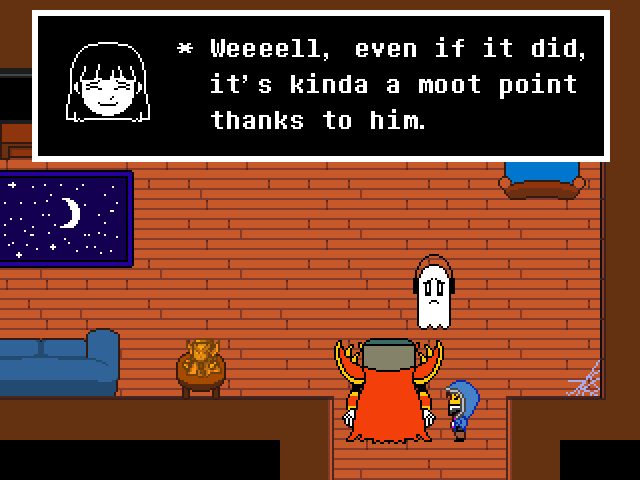 * Weeeell, even if it did,
it's kinda a moot point
thanks to him.